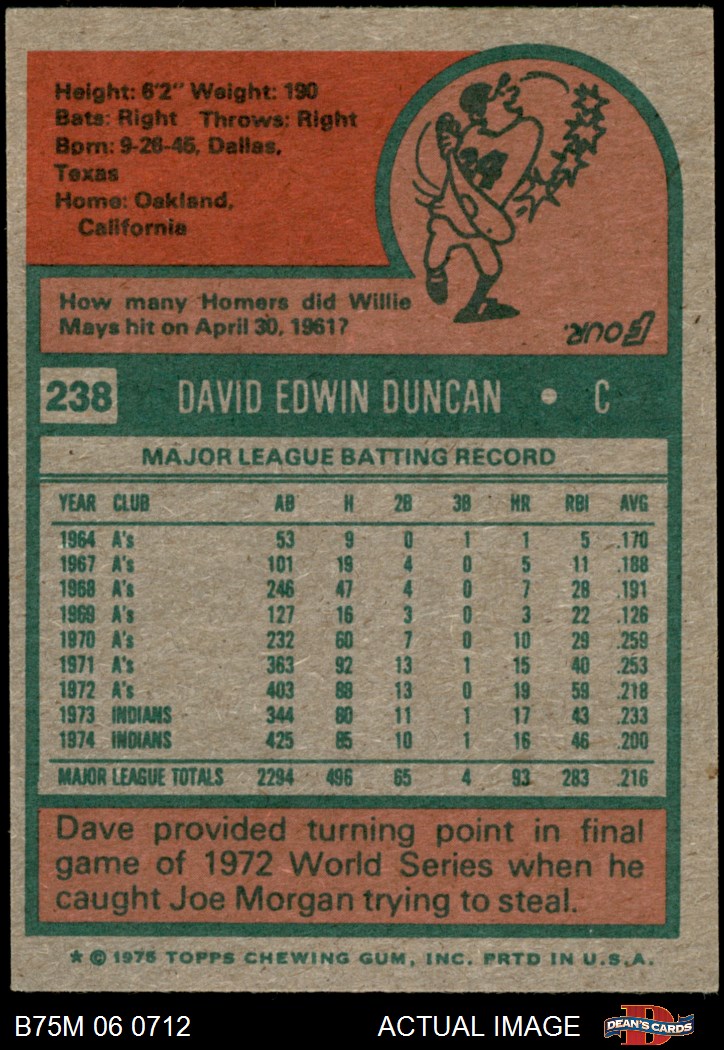 Height: 6'2" Weight: 190
Bats: Right Throws: Right
Born: 9-26-45, Dallas,
Texas
Home: Oakland,
California
24
How many Homers did Willie
Mays hit on April 30, 1961?
FOUR.
238 DAVID EDWIN DUNCAN • C
MAJOR LEAGUE BATTING RECORD
YEAR CLUB AB H 2B 3B HR RBI AVG
1964 A's 53 9 0 1 1 5 .170
1967 A's 101 19 4 0 5 11 .188
1968 A's 246 47 4 0 7 28 .191
1969 A's 127 16 3 0 3 22 .126
1970 A's 232 60 7 0 10 29 .259
1971 A's 363 92 13 1 15 40 .253
1972 A's 403 88 13 0 19 59 .218
1973 INDIANS 344 80 11 1 17 43 .233
1974 INDIANS 425 85 10 1 16 46 .200
MAJOR LEAGUE TOTALS 2294 496 65 4 93 283 .216
Dave provided turning point in final
game of 1972 World Series when he
caught Joe Morgan trying to steal.
* © 1975 TOPPS CHEWING GUM, INC. PRTD IN U.S.A.
B75M 06 0712 ACTUAL IMAGE DEAN'S CARDS